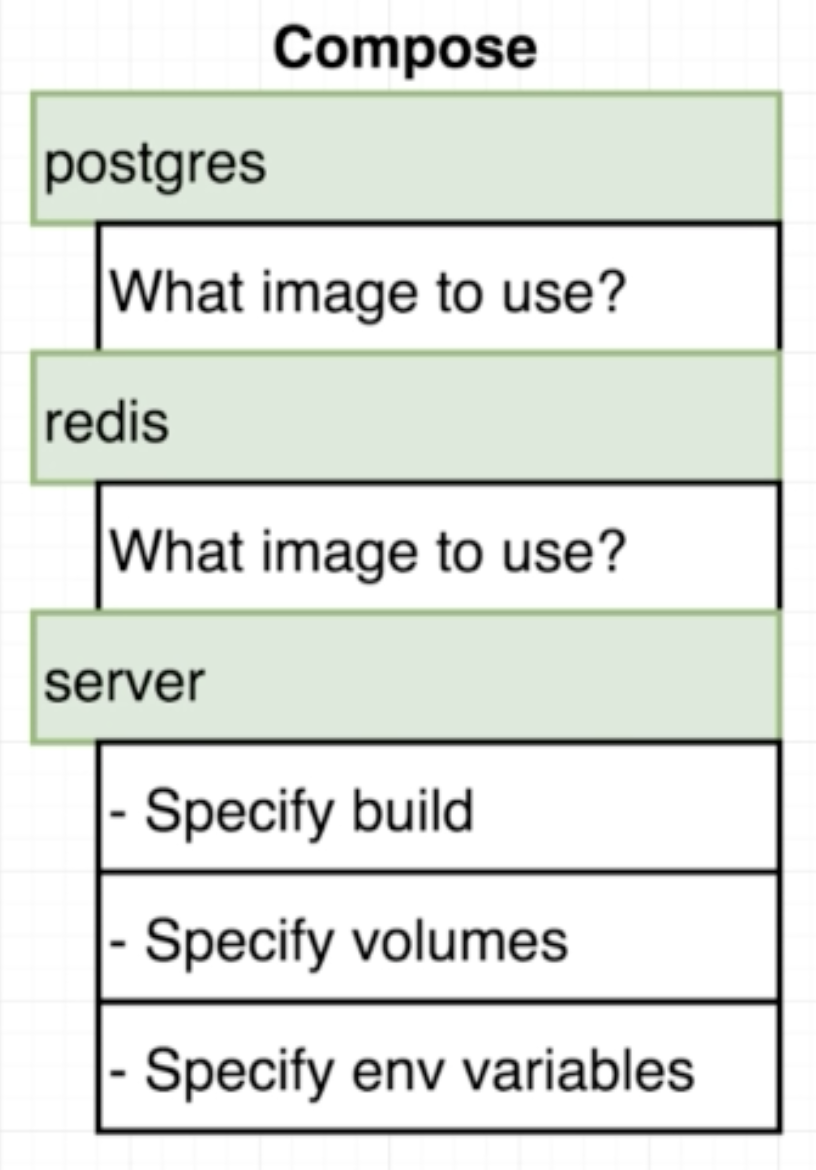 Compose
postgres
What image to use?
redis
What image to use?
server
- Specify build
- Specify volumes
- Specify env variables